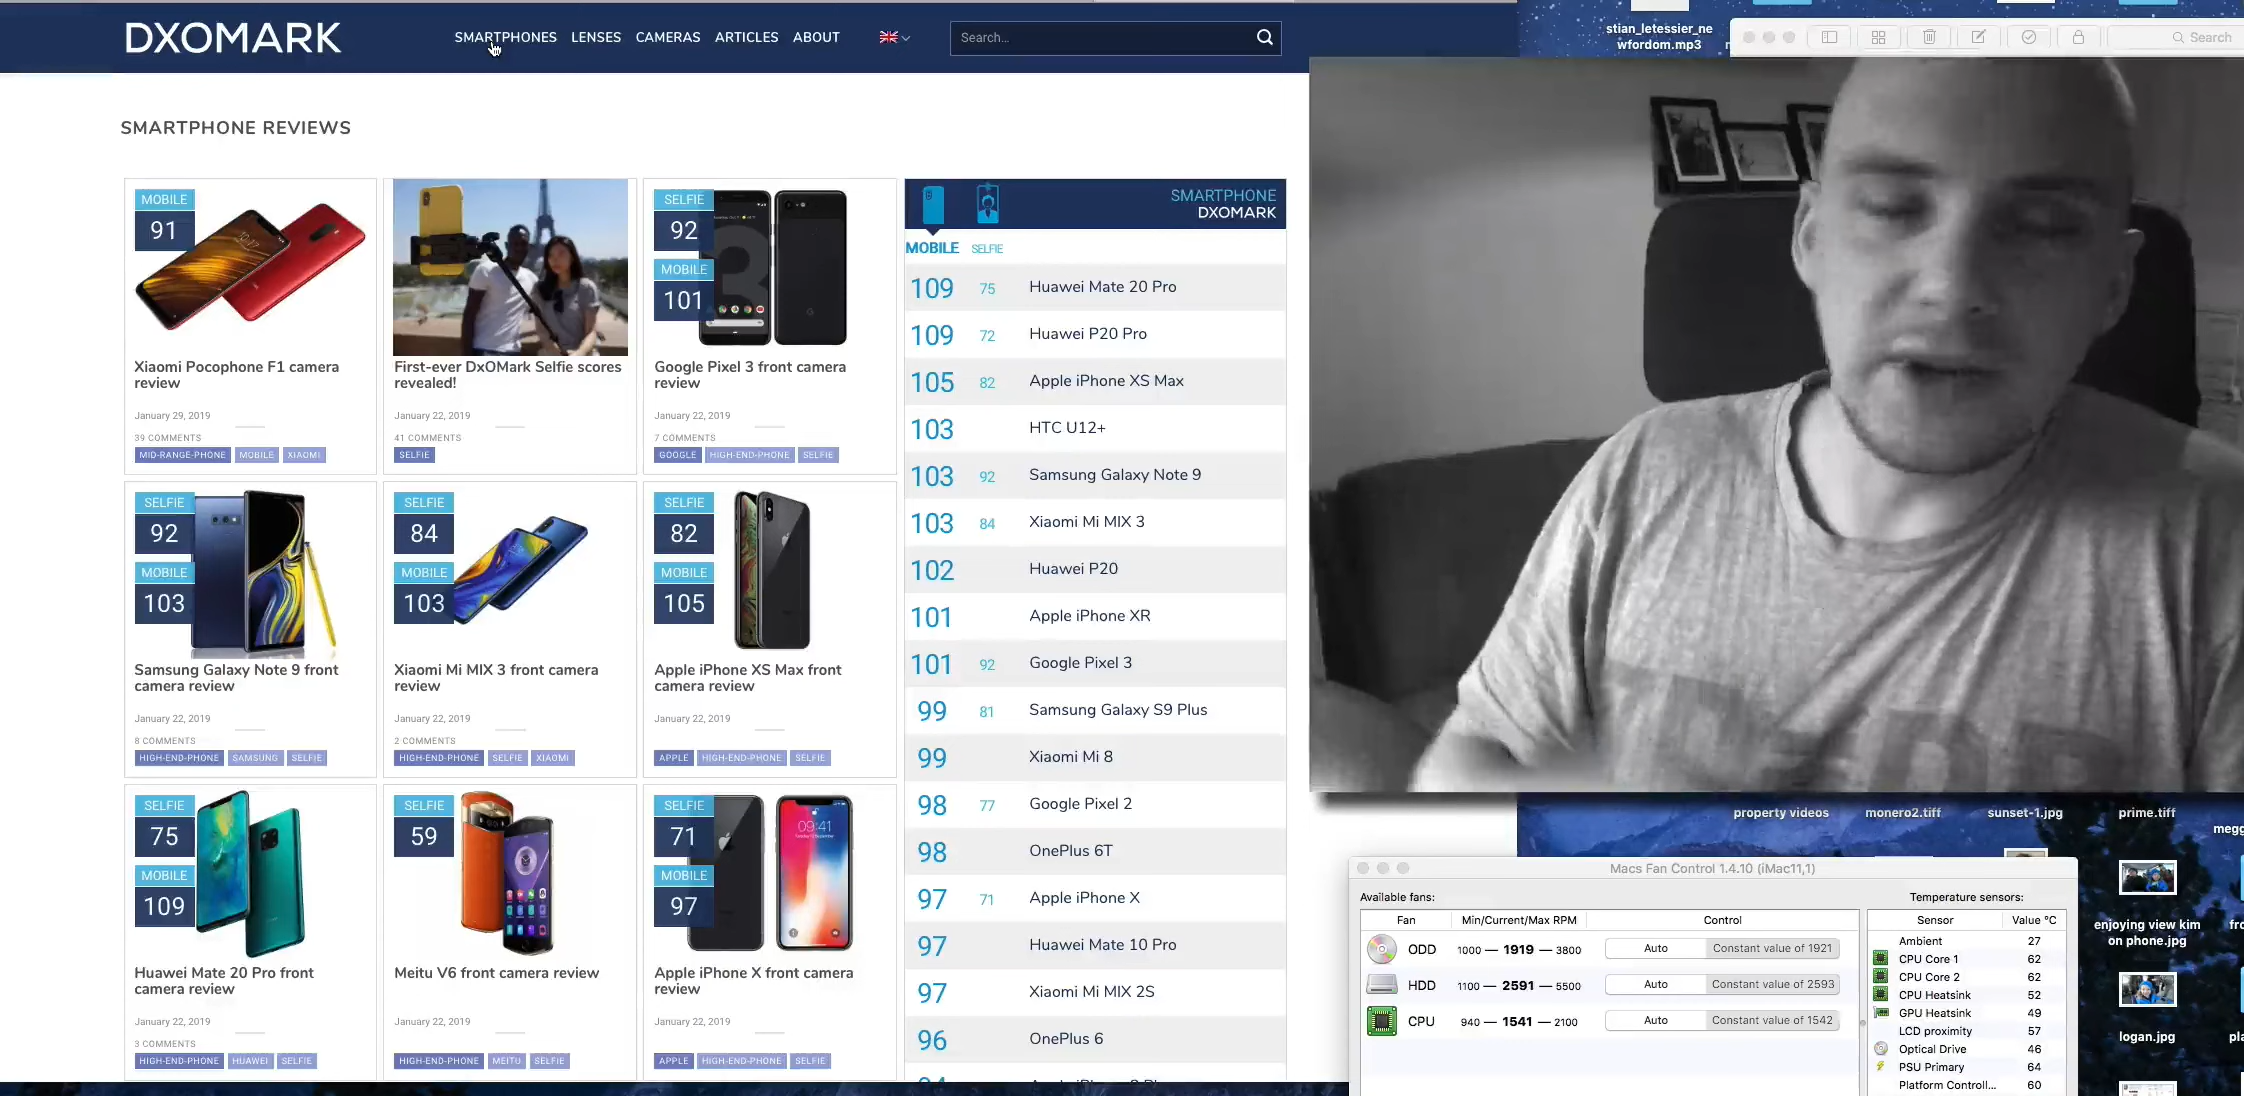 DXOMARK
SMARTPHONES LENSES CAMERAS ARTICLES ABOUT
Search...
SMARTPHONE REVIEWS
MOBILE
91
Xiaomi Pocophone F1 camera
review
January 29, 2019
39 COMMENTS
MID-RANGE-PHONE MOBILE XIAOMI
First-ever DxOMark Selfie scores
revealed!
January 22, 2019
41 COMMENTS
SELFIE
SELFIE
92
MOBILE
101
Google Pixel 3 front camera
review
January 22, 2019
7 COMMENTS
GOOGLE HIGH-END-PHONE SELFIE
SELFIE
92
MOBILE
103
Samsung Galaxy Note 9 front
camera review
January 22, 2019
8 COMMENTS
HIGH-END-PHONE SAMSUNG SELFIE
SELFIE
84
MOBILE
103
Xiaomi Mi MIX 3 front camera
review
January 22, 2019
2 COMMENTS
HIGH-END-PHONE SELFIE XIAOMI
SELFIE
82
MOBILE
105
Apple iPhone XS Max front
camera review
January 22, 2019
APPLE HIGH-END-PHONE SELFIE
SELFIE
75
MOBILE
109
Huawei Mate 20 Pro front
camera review
January 22, 2019
3 COMMENTS
HIGH-END-PHONE HUAWEI SELFIE
SELFIE
59
Meitu V6 front camera review
January 22, 2019
HIGH-END-PHONE MEITU SELFIE
SELFIE
71
MOBILE
97
09:41
Apple iPhone X front camera
review
January 22, 2019
APPLE HIGH-END-PHONE SELFIE
SMARTPHONE
DXOMARK
MOBILE SELFIE
109 75 Huawei Mate 20 Pro
109 72 Huawei P20 Pro
105 82 Apple iPhone XS Max
103 HTC U12+
103 92 Samsung Galaxy Note 9
103 84 Xiaomi Mi MIX 3
102 Huawei P20
101 Apple iPhone XR
101 92 Google Pixel 3
99 81 Samsung Galaxy S9 Plus
99 Xiaomi Mi 8
98 77 Google Pixel 2
98 OnePlus 6T
97 71 Apple iPhone X
97 Huawei Mate 10 Pro
97 Xiaomi Mi MIX 2S
96 OnePlus 6
stian_letessier_ne
wfordom.mp3
Search
property videos
monero2.tiff
sunset-1.jpg
prime.tiff
megg
Macs Fan Control 1.4.10 (iMac11,1)
Available fans:
Fan Min/Current/Max RPM Control
ODD 1000 — 1919 — 3800 Auto Constant value of 1921
HDD 1100 — 2591 — 5500 Auto Constant value of 2593
CPU 940 — 1541 — 2100 Auto Constant value of 1542
Temperature sensors:
Sensor Value °C
Ambient 27
CPU Core 1 62
CPU Core 2 62
CPU Heatsink 52
GPU Heatsink 49
LCD proximity 57
Optical Drive 46
PSU Primary 64
Platform Controll... 60
enjoying view kim
on phone.jpg
fro
logan.jpg
pla